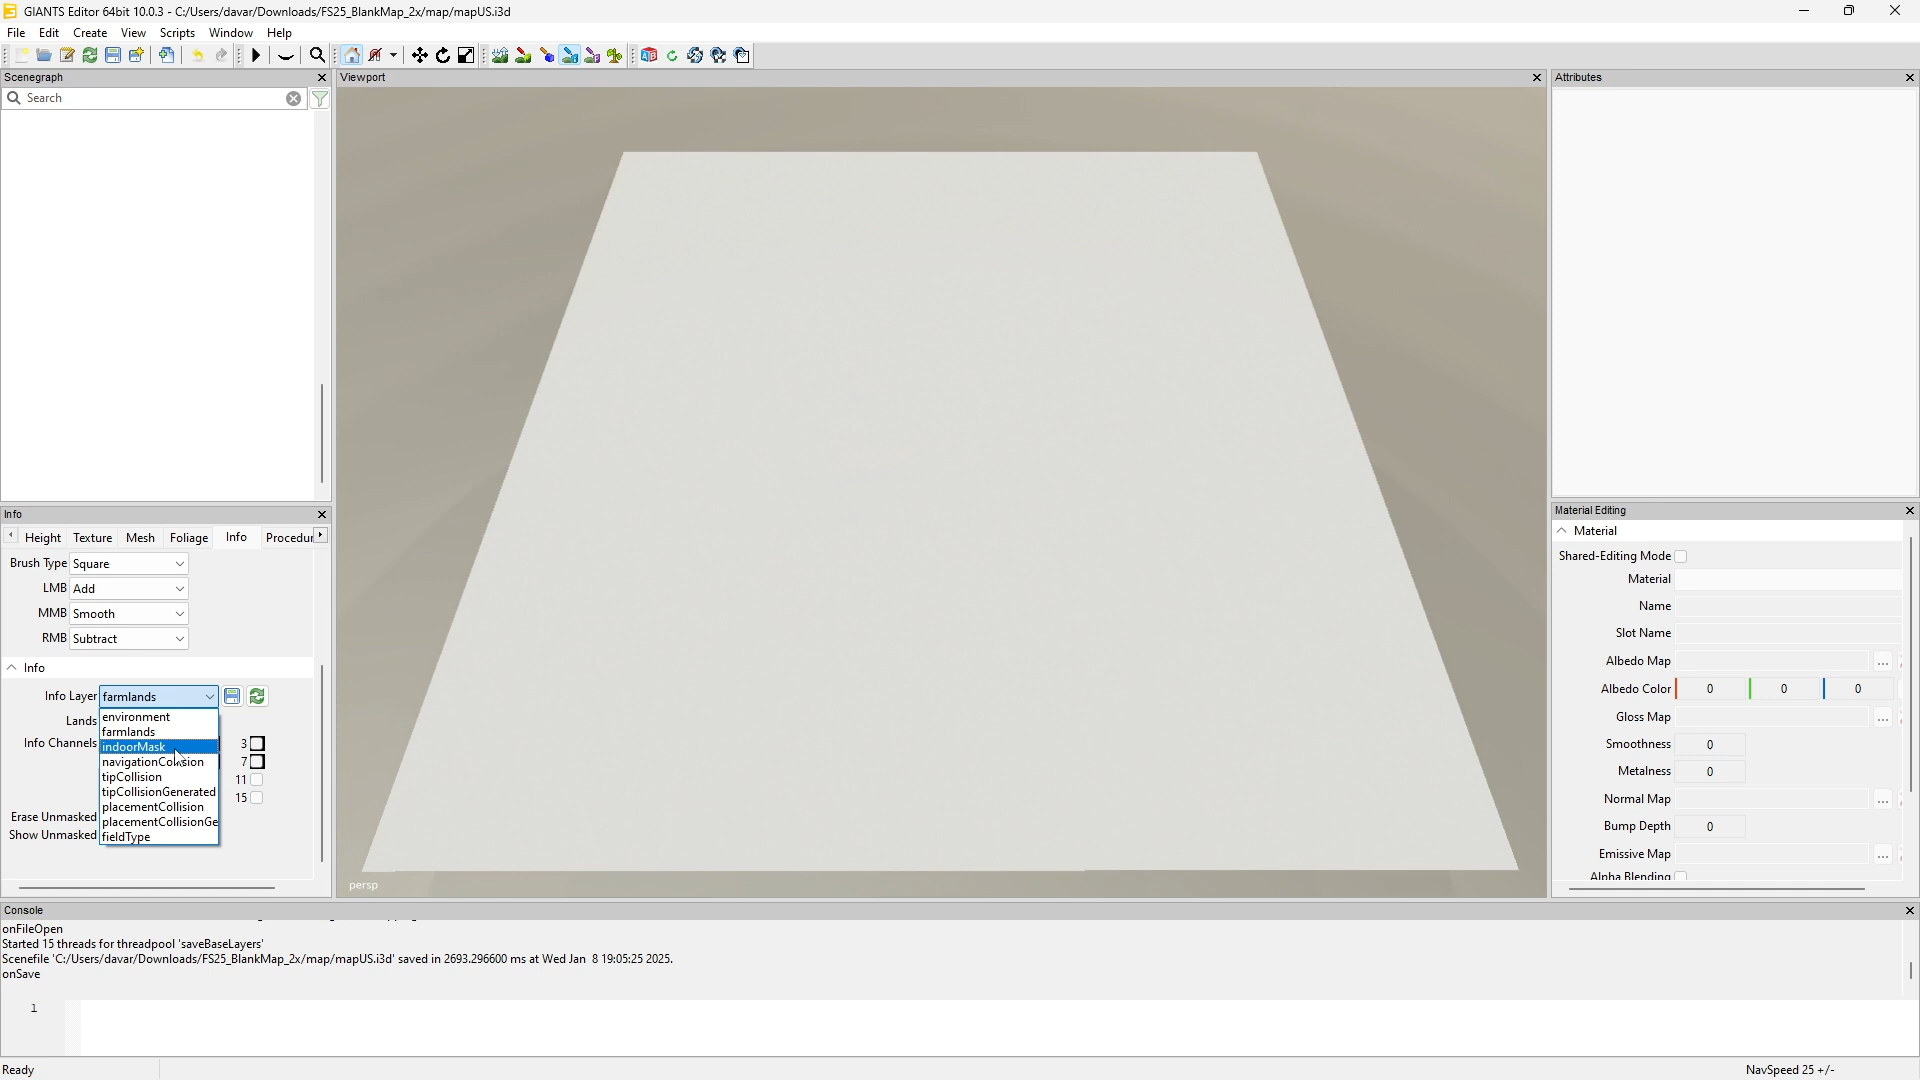 GIANTS Editor 64bit 10.0.3 - C:/Users/davar/Downloads/FS25_BlankMap_2x/map/mapUS.i3d
File Edit Create View Scripts Window Help
Scenegraph
Search
Viewport
persp
Attributes
Info
Height Texture Mesh Foliage Info Procedur
Brush Type Square
LMB Add
MMB Smooth
RMB Subtract
Info
Info Layer farmlands
Lands
Info Channels
environment
farmlands
indoorMask
navigationCollision
tipCollision
tipCollisionGenerated
placementCollision
placementCollisionGe
fieldType
3
7
11
15
Erase Unmasked
Show Unmasked
Material Editing
Material
Shared-Editing Mode
Material
Name
Slot Name
Albedo Map ...
Albedo Color 0 0 0
Gloss Map ...
Smoothness 0
Metalness 0
Normal Map ...
Bump Depth 0
Emissive Map ...
Alpha Blending
Console
onFileOpen
Started 15 threads for threadpool 'saveBaseLayers'
Scenefile 'C:/Users/davar/Downloads/FS25_BlankMap_2x/map/mapUS.i3d' saved in 2693.296600 ms at Wed Jan 8 19:05:25 2025.
onSave
1
Ready
NavSpeed 25 +/-